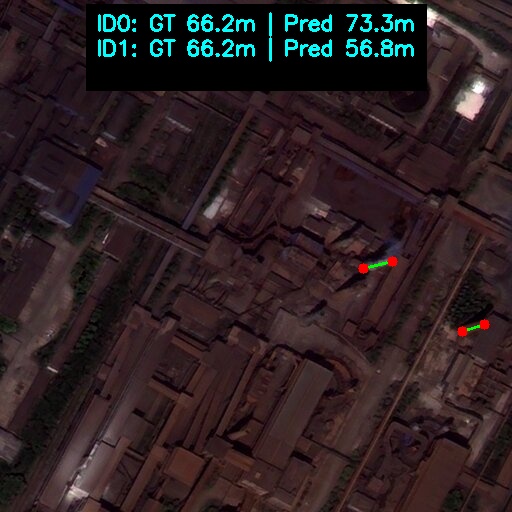 ID0: GT 66.2m | Pred 73.3m
ID1: GT 66.2m | Pred 56.8m